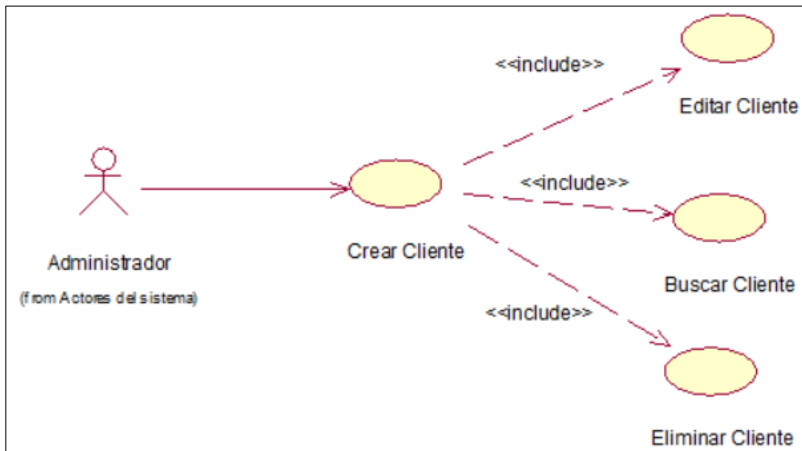 <<include>>
Editar Cliente
<<include>>
Administrador
(from Actores del sistema)
Crear Cliente
Buscar Cliente
<<include>>
Eliminar Cliente